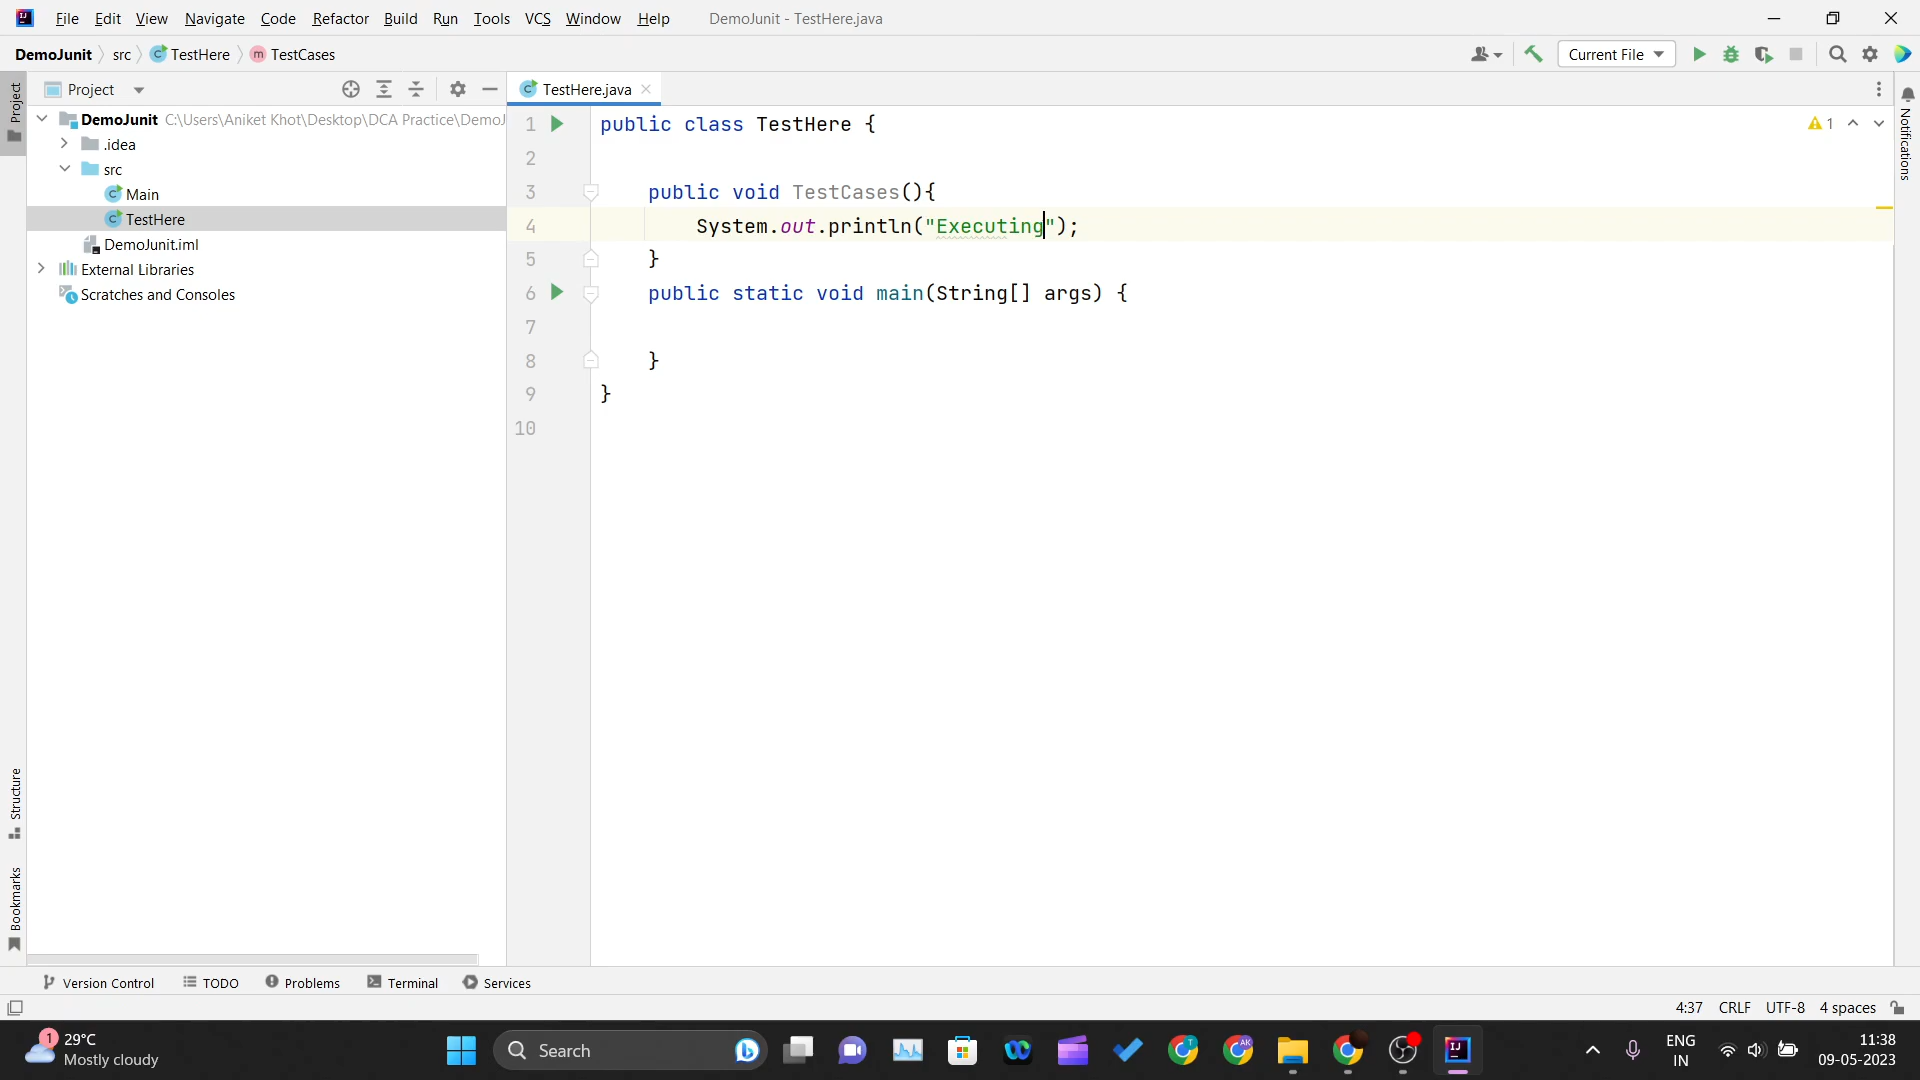 File Edit View Navigate Code Refactor Build Run Tools VCS Window Help DemoJunit - TestHere.java
DemoJunit src TestHere m TestCases Current File
Project
Project
TestHere.java
DemoJunit C:\Users\Aniket Khot\Desktop\DCA Practice\DemoJ
.idea
src
Main
TestHere
DemoJunit.iml
External Libraries
Scratches and Consoles
1 public class TestHere {
2
3 public void TestCases(){
4 System.out.println("Executing");
5 }
6 public static void main(String[] args) {
7
8 }
9 }
10
1
Notifications
Structure
Bookmarks
Version Control TODO Problems Terminal Services
4:37 CRLF UTF-8 4 spaces
1 29°C
Mostly cloudy
Search
T
AK
IJ
ENG
IN
11:38
09-05-2023